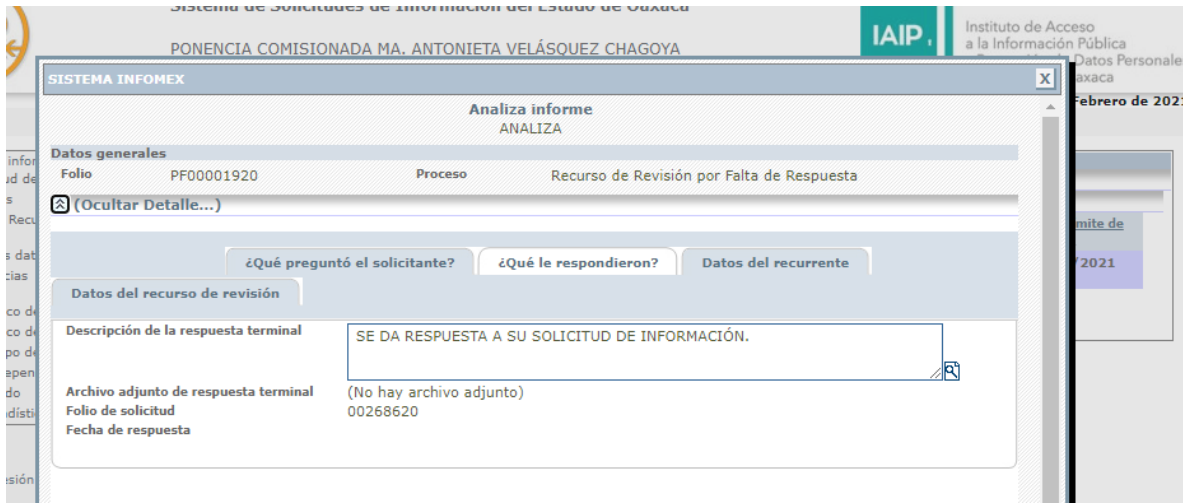 Sistema de Solicitudes de Información del Estado de Oaxaca
PONENCIA COMISIONADA MA. ANTONIETA VELÁSQUEZ CHAGOYA
IAIP
Instituto de Acceso
a la Información Pública
Datos Personale
axaca
SISTEMA INFOMEX
X
Febrero de 202
Analiza informe
ANALIZA
Datos generales
Folio PF00001920 Proceso Recurso de Revisión por Falta de Respuesta
(Ocultar Detalle...)
mite de
/2021
¿Qué preguntó el solicitante? ¿Qué le respondieron? Datos del recurrente
Datos del recurso de revisión
Descripción de la respuesta terminal SE DA RESPUESTA A SU SOLICITUD DE INFORMACIÓN.
Archivo adjunto de respuesta terminal (No hay archivo adjunto)
Folio de solicitud 00268620
Fecha de respuesta